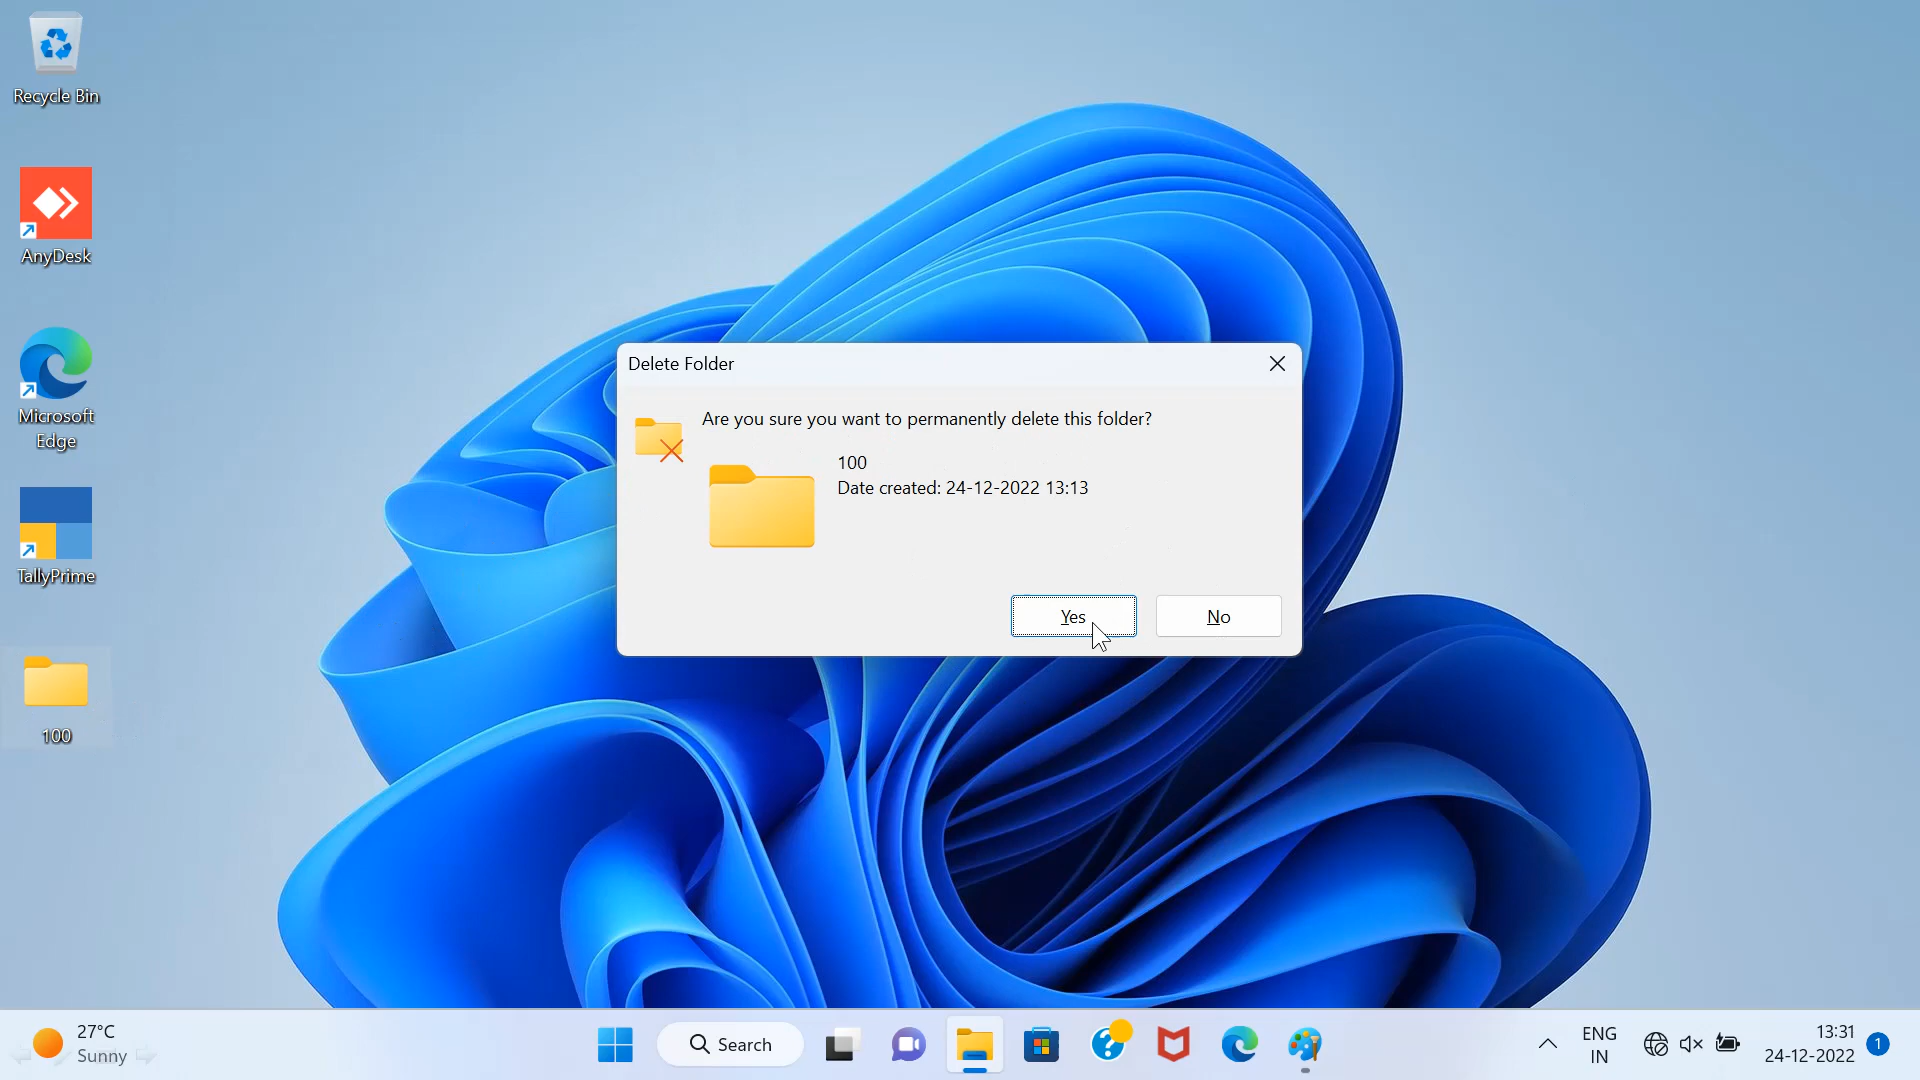 Recycle Bin
AnyDesk
Microsoft
Edge
TallyPrime
100
Delete Folder
Are you sure you want to permanently delete this folder?
100
Date created: 24-12-2022 13:13
Yes
No
27°C
Sunny
Search
ENG
IN
13:31
24-12-2022
1